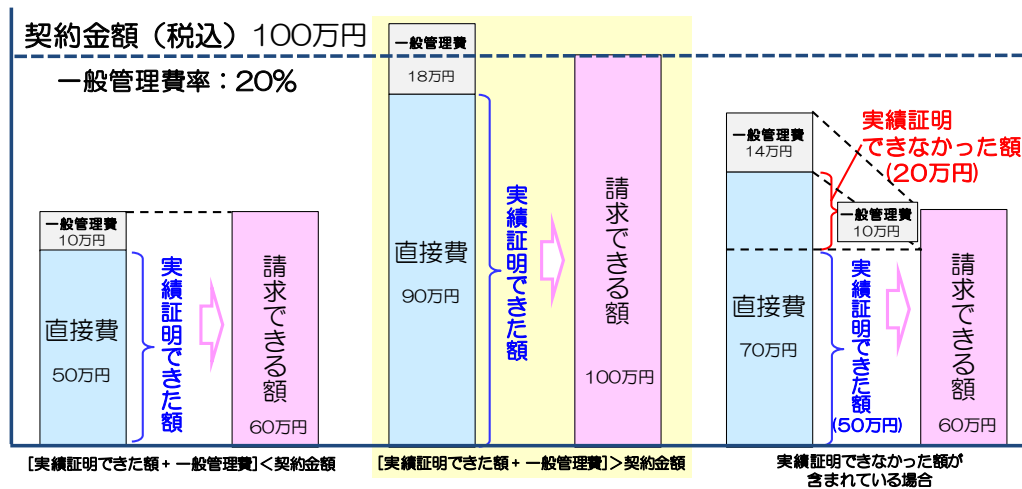 契約金額（税込）100万円
一般管理費率：20%
一般管理費
10万円
直接費
50万円
実績証明できた額
請求できる額
60万円
[実績証明できた額＋一般管理費]＜契約金額
一般管理費
18万円
直接費
90万円
実績証明できた額
請求できる額
100万円
[実績証明できた額＋一般管理費]＞契約金額
一般管理費
14万円
直接費
70万円
実績証明
できなかった額
(20万円)
一般管理費
10万円
実績証明できた額
(50万円)
請求できる額
60万円
実績証明できなかった額が
含まれている場合